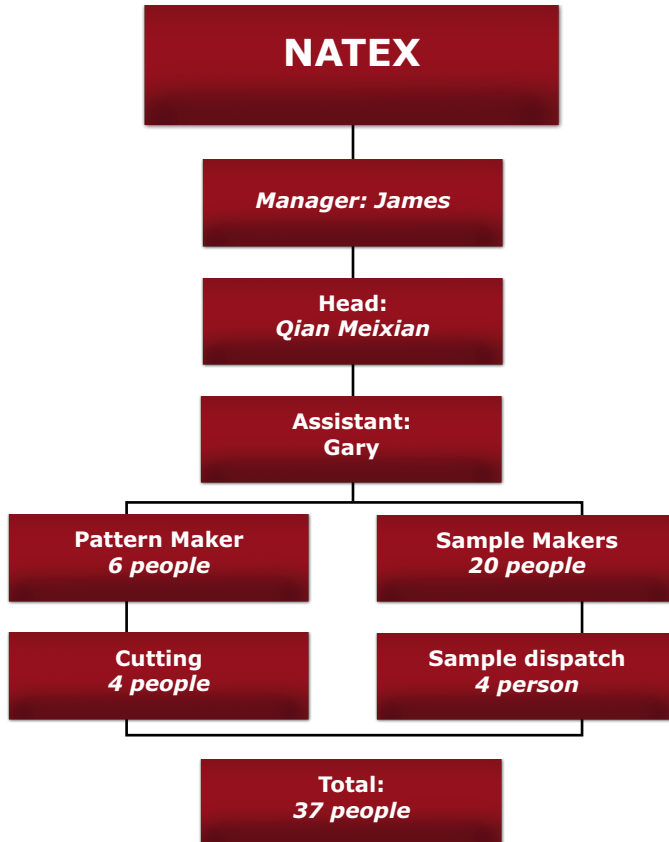 NATEX
Manager: James
Head:
Qian Meixian
Assistant:
Gary
Pattern Maker
6 people
Sample Makers
20 people
Cutting
4 people
Sample dispatch
4 person
Total:
37 people